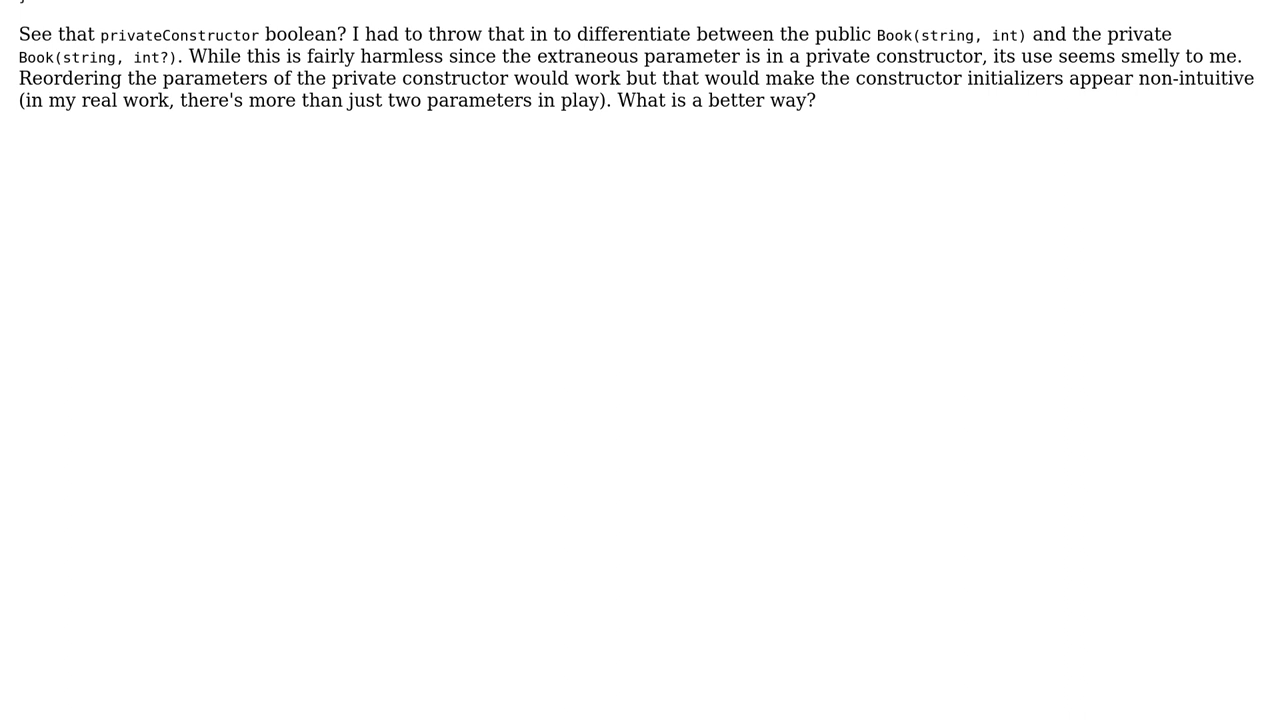 See that privateConstructor boolean? I had to throw that in to differentiate between the public Book(string, int) and the private
Book(string, int?). While this is fairly harmless since the extraneous parameter is in a private constructor, its use seems smelly to me.
Reordering the parameters of the private constructor would work but that would make the constructor initializers appear non-intuitive
(in my real work, there's more than just two parameters in play). What is a better way?